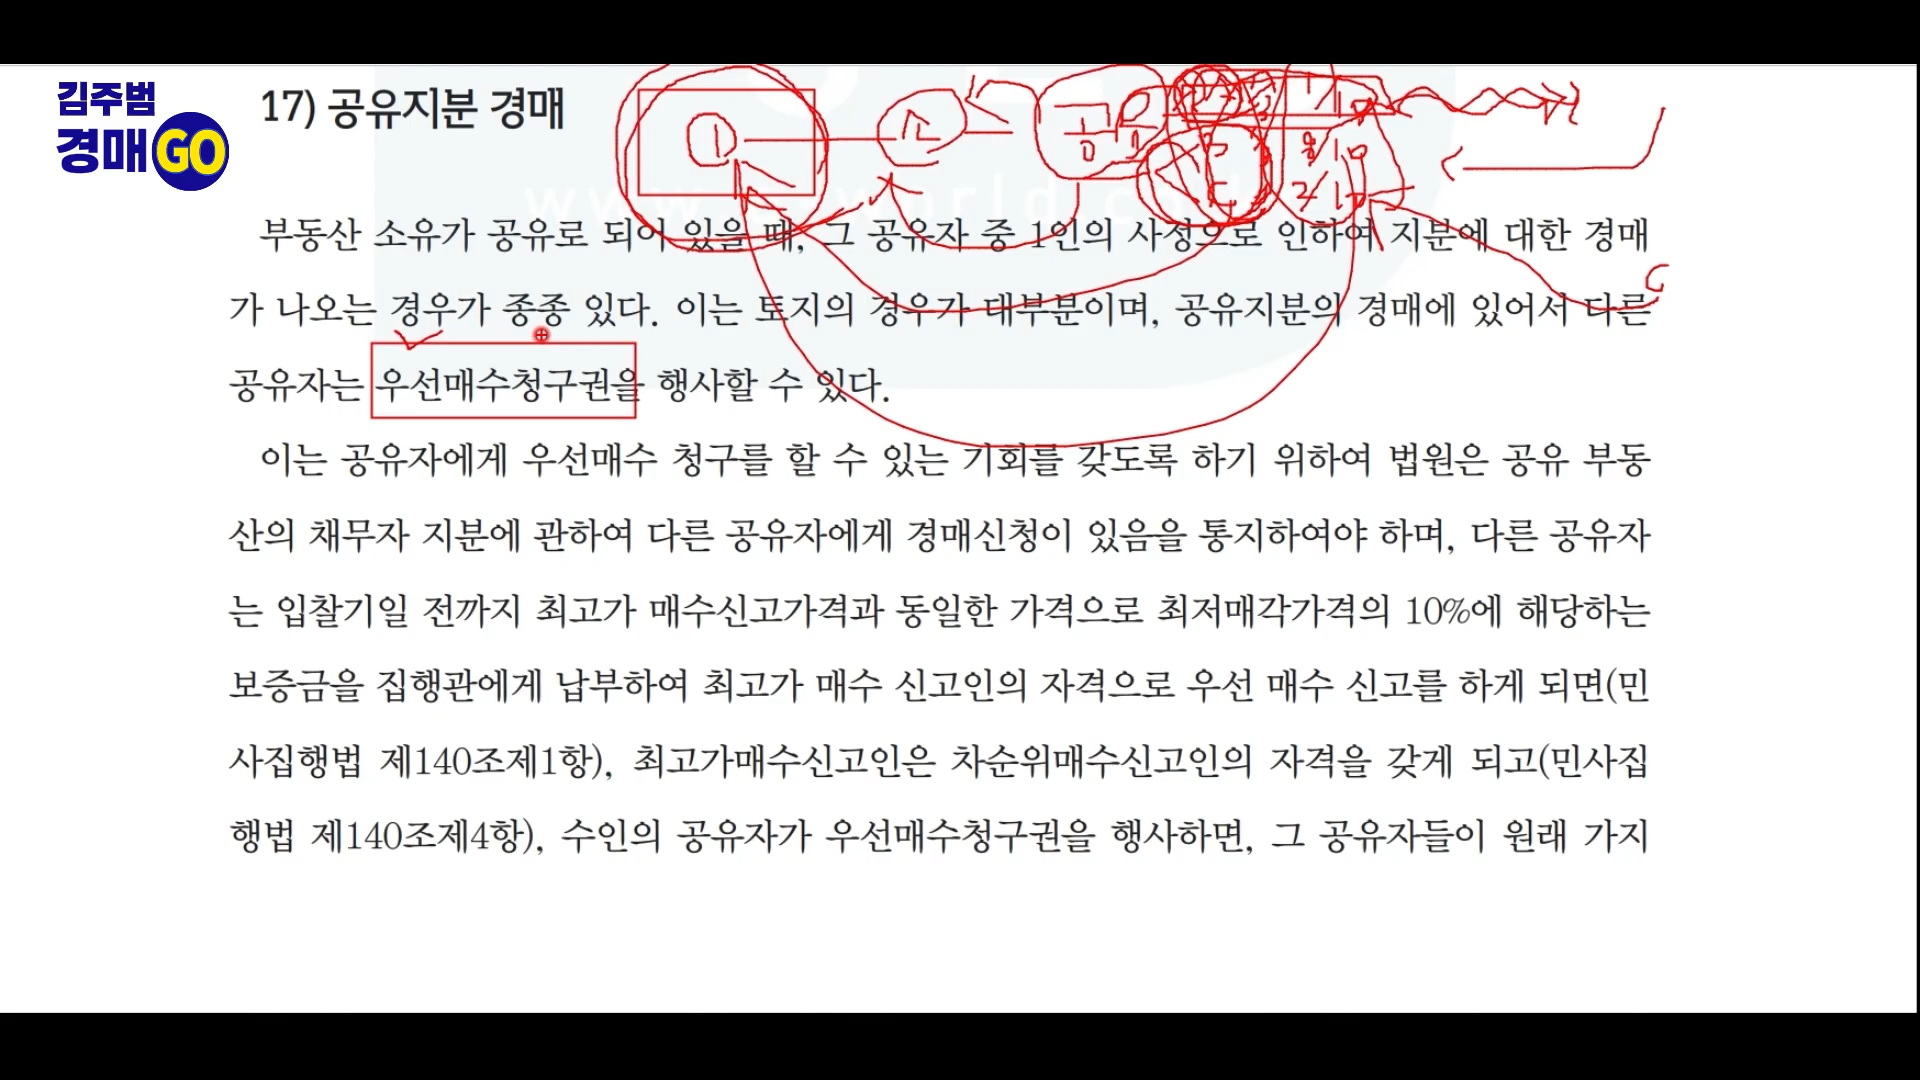 김주범
경매GO
17) 공유지분 경매
부동산 소유가 공유로 되어 있을 때, 그 공유자 중 1인의 사정으로 인하여 지분에 대한 경매
가 나오는 경우가 종종 있다. 이는 토지의 경우가 대부분이며, 공유지분의 경매에 있어서 다른
공유자는 우선매수청구권을 행사할 수 있다.
이는 공유자에게 우선매수 청구를 할 수 있는 기회를 갖도록 하기 위하여 법원은 공유 부동
산의 채무자 지분에 관하여 다른 공유자에게 경매신청이 있음을 통지하여야 하며, 다른 공유자
는 입찰기일 전까지 최고가 매수신고가격과 동일한 가격으로 최저매각가격의 10%에 해당하는
보증금을 집행관에게 납부하여 최고가 매수 신고인의 자격으로 우선 매수 신고를 하게 되면(민
사집행법 제140조제1항), 최고가매수신고인은 차순위매수신고인의 자격을 갖게 되고(민사집
행법 제140조제4항), 수인의 공유자가 우선매수청구권을 행사하면, 그 공유자들이 원래 가지